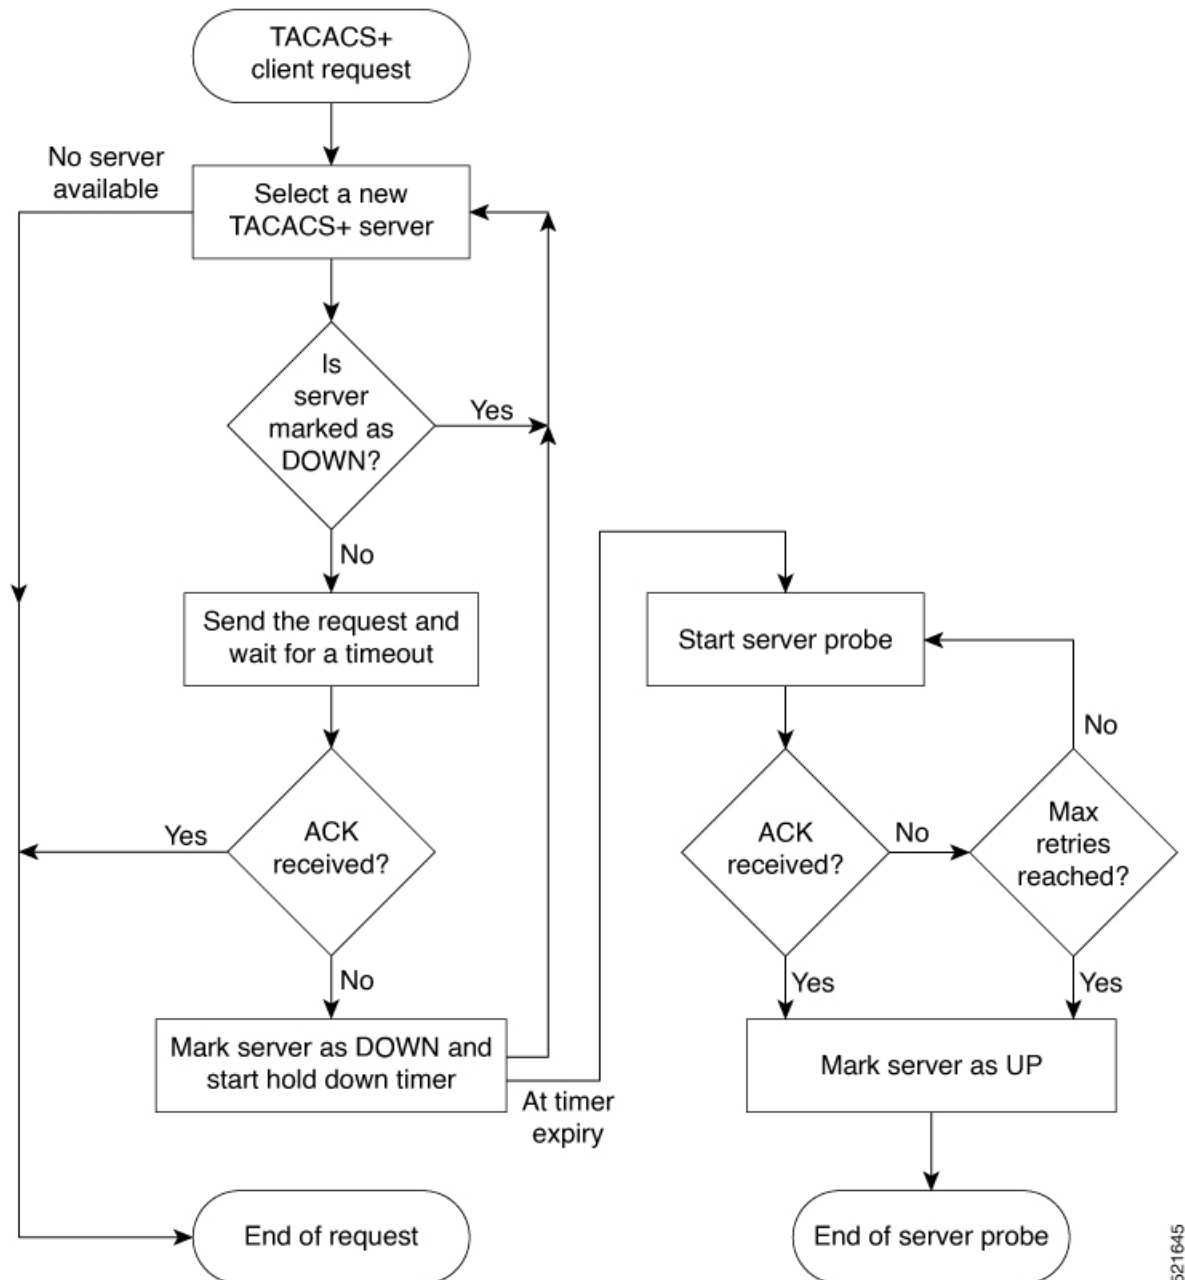 TACACS+
client request
No server
available
Select a new
TACACS+ server
Is
server
marked as
DOWN?
Yes
No
Send the request and
wait for a timeout
Start server probe
No
Yes
ACK
received?
ACK
received?
No
Max
retries
reached?
No
Yes
Yes
Mark server as DOWN and
start hold down timer
At timer
expiry
Mark server as UP
End of request
End of server probe
521645